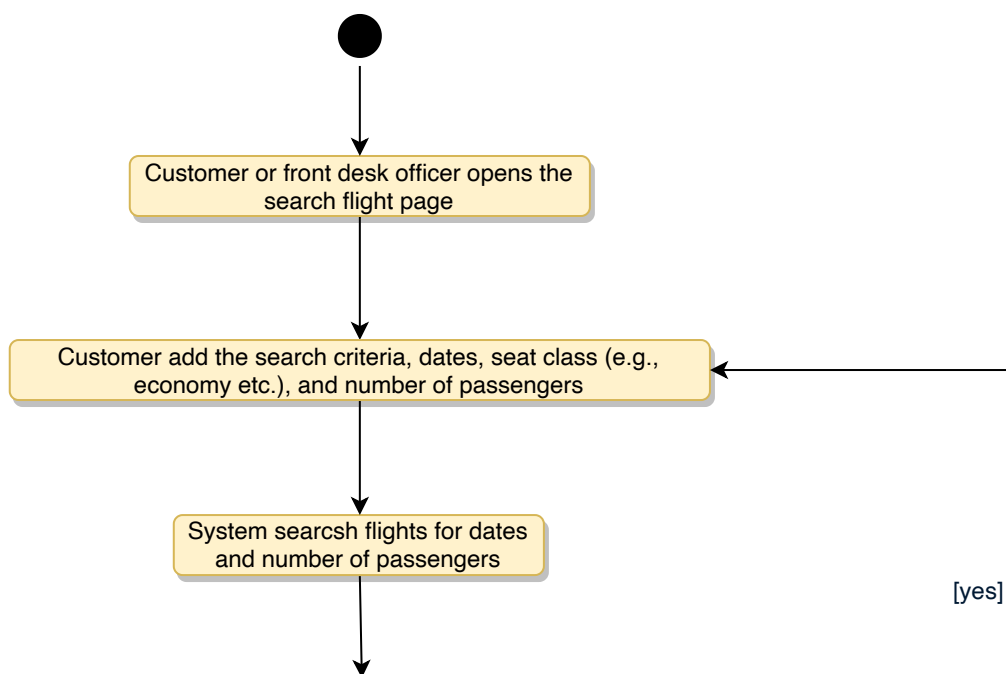 Customer or front desk officer opens the
search flight page
Customer add the search criteria, dates, seat class (e.g.,
economy etc.), and number of passengers
System searcsh flights for dates
and number of passengers
[yes]